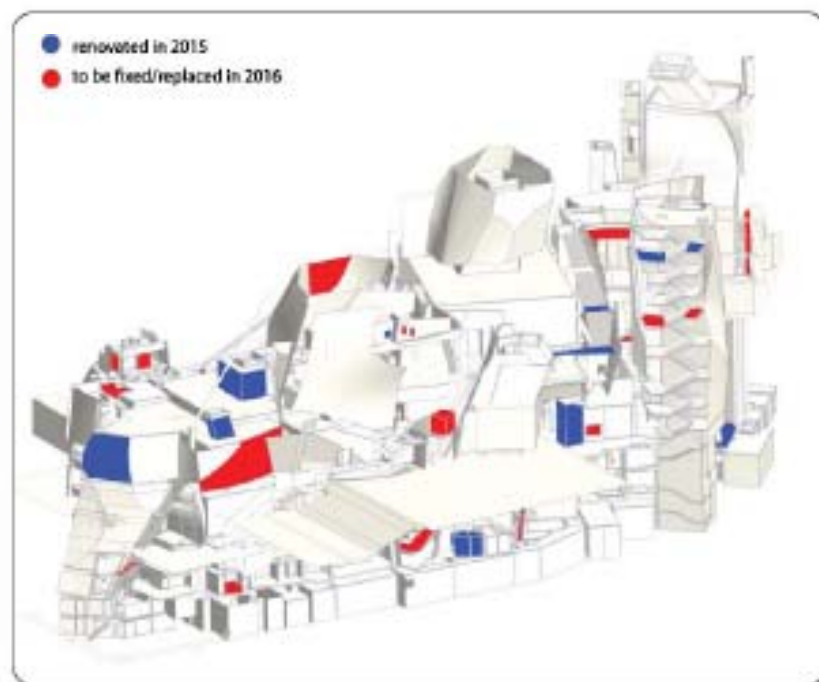 renovated in 2015
to be fixed/replaced in 2016